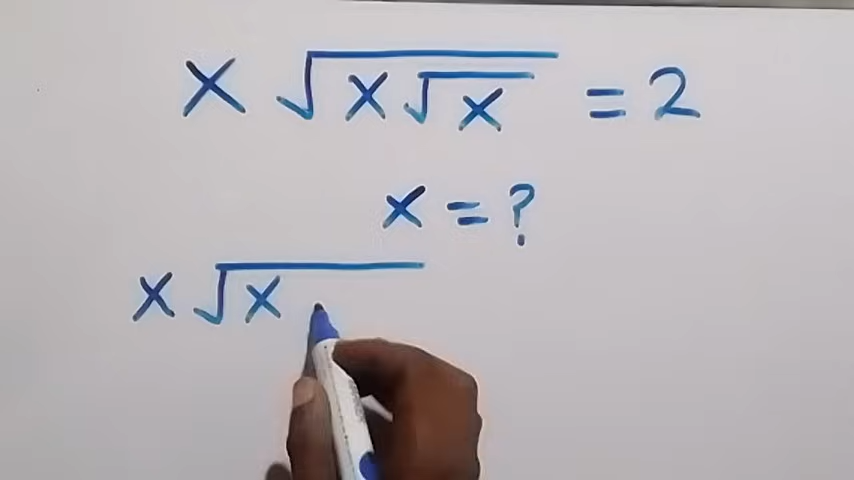 x √(x √x) = 2
x = ?
x √x